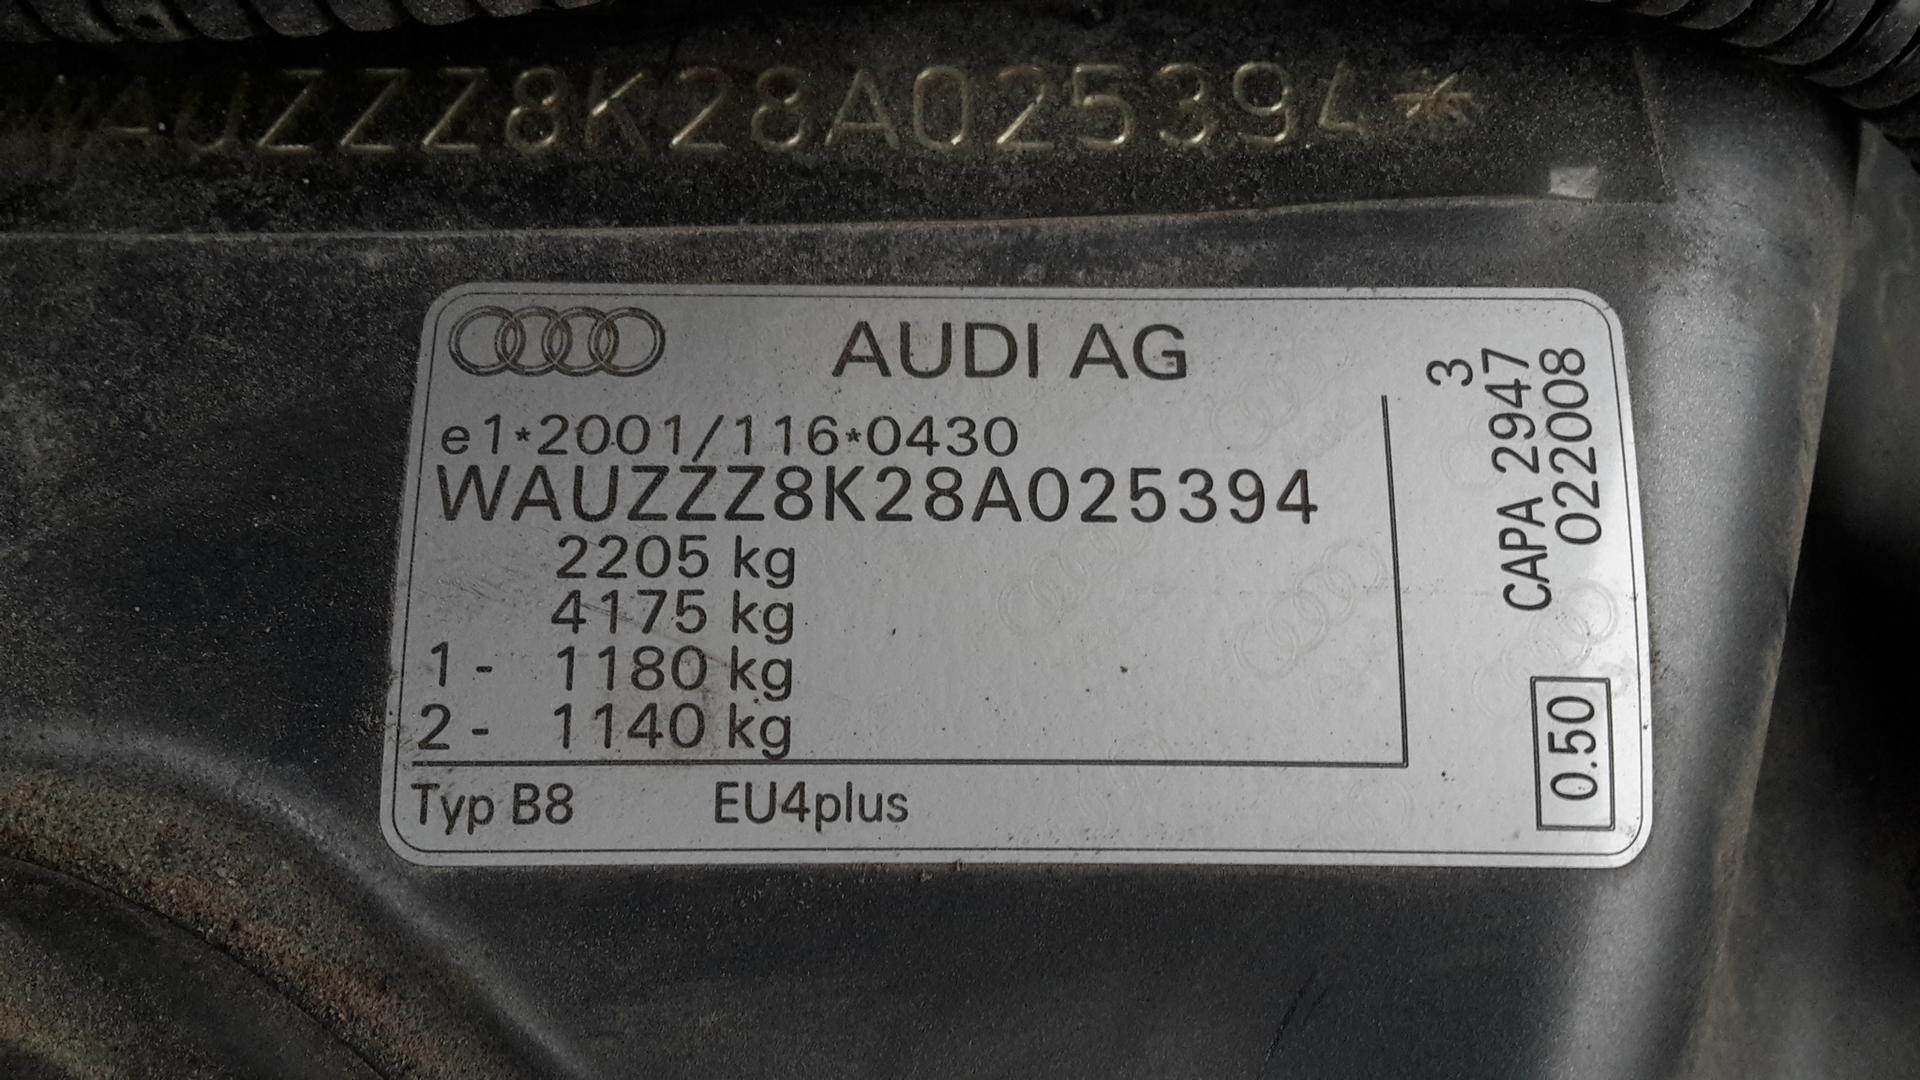 WAUZZZ8K28A025394*
AUDI AG
e1*2001/116*0430
WAUZZZ8K28A025394
2205 kg
4175 kg
1 - 1180 kg
2 - 1140 kg
Typ B8 EU4plus
3
CAPA 2947
022008
0.50